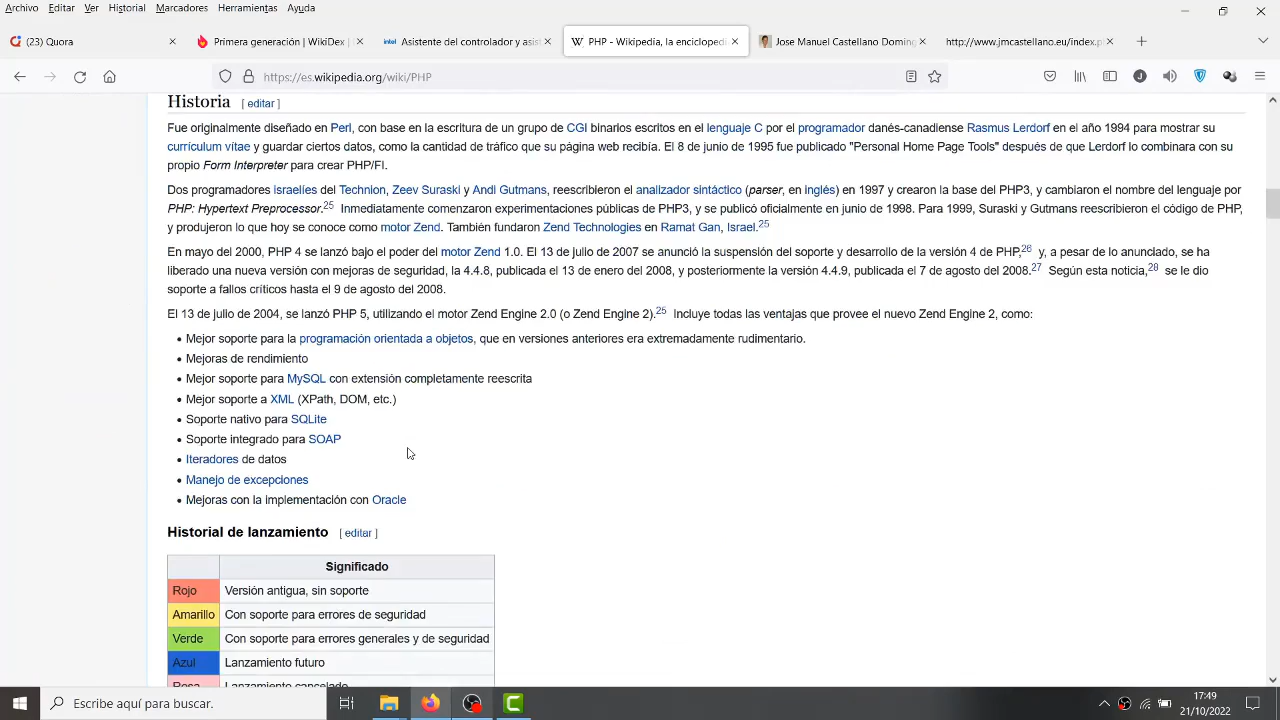 Archivo Editar Ver Historial Marcadores Herramientas Ayuda
(23) Quora
Primera generación | WikiDex
intel Asistente del controlador y asist
W PHP - Wikipedia, la enciclopedi
Jose Manuel Castellano Doming
http://www.jmcastellano.eu/index.p
https://es.wikipedia.org/wiki/PHP
Historia [ editar ]
Fue originalmente diseñado en Perl, con base en la escritura de un grupo de CGI binarios escritos en el lenguaje C por el programador danés-canadiense Rasmus Lerdorf en el año 1994 para mostrar su
currículum vítae y guardar ciertos datos, como la cantidad de tráfico que su página web recibía. El 8 de junio de 1995 fue publicado "Personal Home Page Tools" después de que Lerdorf lo combinara con su
propio Form Interpreter para crear PHP/FI.
Dos programadores israelíes del Technion, Zeev Suraski y Andi Gutmans, reescribieron el analizador sintáctico (parser, en inglés) en 1997 y crearon la base del PHP3, y cambiaron el nombre del lenguaje por
PHP: Hypertext Preprocessor.25 Inmediatamente comenzaron experimentaciones públicas de PHP3, y se publicó oficialmente en junio de 1998. Para 1999, Suraski y Gutmans reescribieron el código de PHP,
y produjeron lo que hoy se conoce como motor Zend. También fundaron Zend Technologies en Ramat Gan, Israel.25
En mayo del 2000, PHP 4 se lanzó bajo el poder del motor Zend 1.0. El 13 de julio de 2007 se anunció la suspensión del soporte y desarrollo de la versión 4 de PHP,26 y, a pesar de lo anunciado, se ha
liberado una nueva versión con mejoras de seguridad, la 4.4.8, publicada el 13 de enero del 2008, y posteriormente la versión 4.4.9, publicada el 7 de agosto del 2008.27 Según esta noticia,28 se le dio
soporte a fallos críticos hasta el 9 de agosto del 2008.
El 13 de julio de 2004, se lanzó PHP 5, utilizando el motor Zend Engine 2.0 (o Zend Engine 2).25 Incluye todas las ventajas que provee el nuevo Zend Engine 2, como:
• Mejor soporte para la programación orientada a objetos, que en versiones anteriores era extremadamente rudimentario.
• Mejoras de rendimiento
• Mejor soporte para MySQL con extensión completamente reescrita
• Mejor soporte a XML (XPath, DOM, etc.)
• Soporte nativo para SQLite
• Soporte integrado para SOAP
• Iteradores de datos
• Manejo de excepciones
• Mejoras con la implementación con Oracle
Historial de lanzamiento [ editar ]
Significado
Rojo Versión antigua, sin soporte
Amarillo Con soporte para errores de seguridad
Verde Con soporte para errores generales y de seguridad
Azul Lanzamiento futuro
Rosa Lanzamiento cancelado
Escribe aquí para buscar.
17:49
21/10/2022